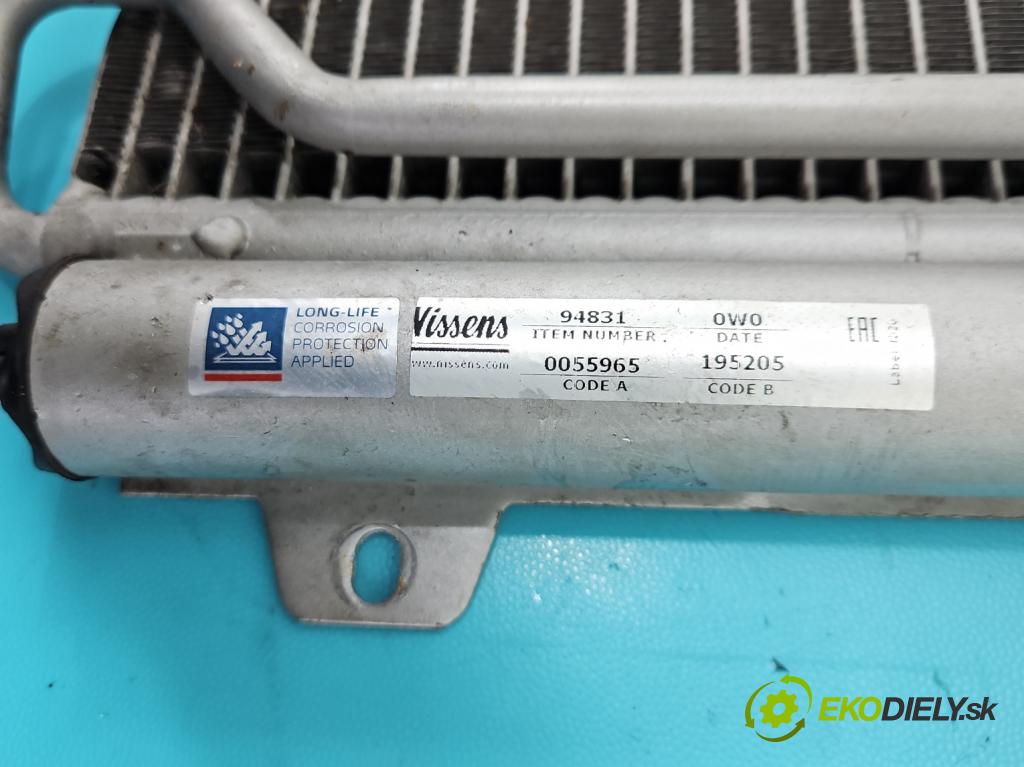 LONG-LIFE
CORROSION
PROTECTION
APPLIED
Nissens
www.nissens.com
94831
ITEM NUMBER
0055965
CODE A
0W0
DATE
195205
CODE B
EAC
EKODIELY.sk